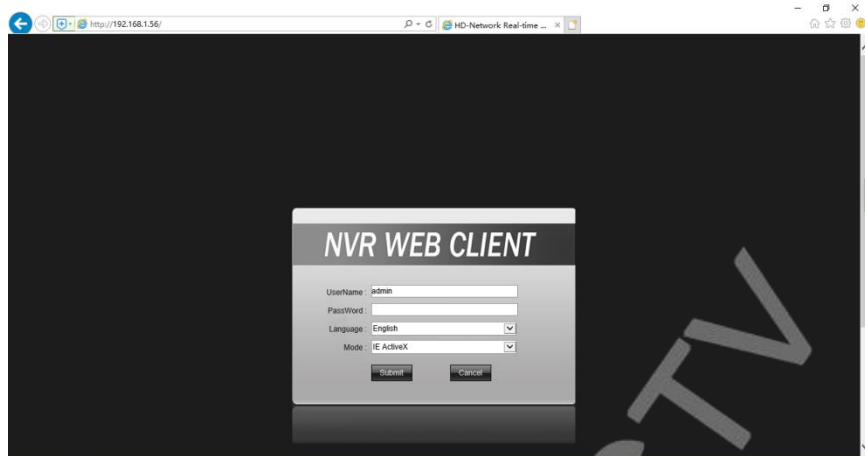 http://192.168.1.56/
HD-Network Real-time ...
NVR WEB CLIENT
UserName : admin
PassWord :
Language : English
Mode : IE ActiveX
Submit Cancel
TV